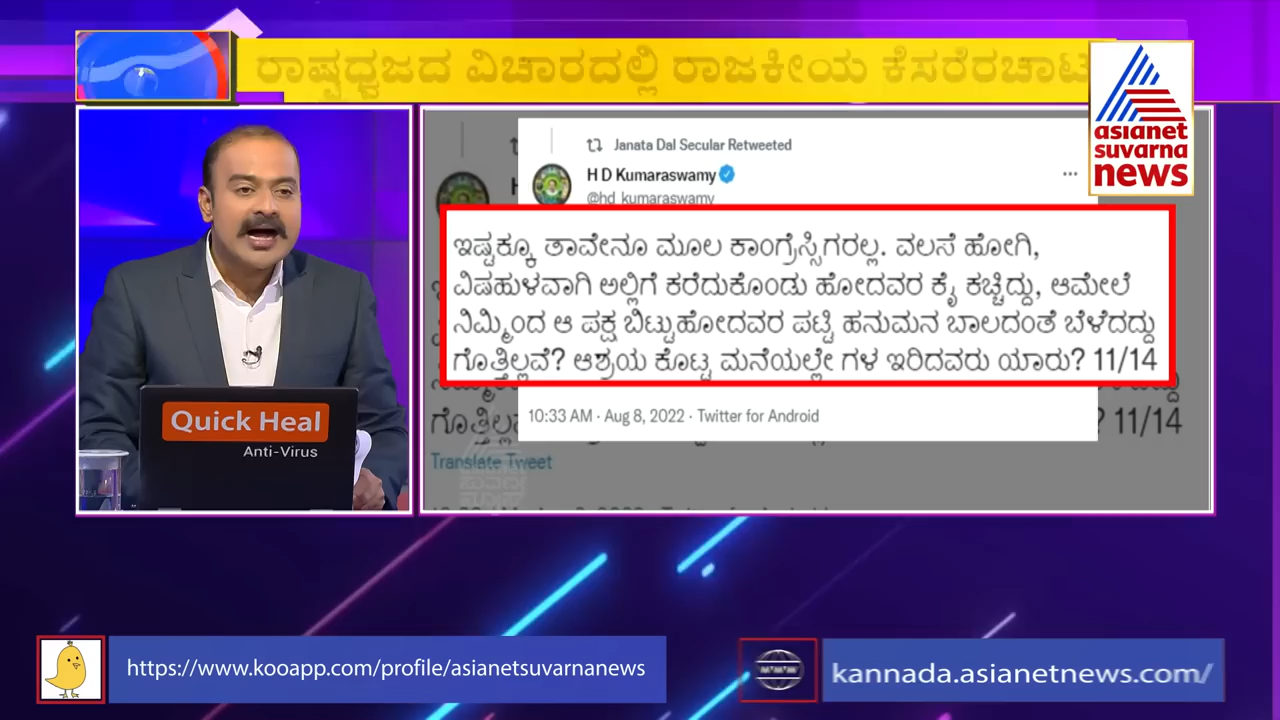 ರಾಷ್ಟ್ರಧ್ವಜದ ವಿಚಾರದಲ್ಲಿ ರಾಜಕೀಯ ಕೆಸರೆರಚಾಟ
asianet
suvarna
news
Janata Dal Secular Retweeted
H D Kumaraswamy
@hd_kumaraswamy
ಇಷ್ಟಕ್ಕೂ ತಾವೇನೂ ಮೂಲ ಕಾಂಗ್ರೆಸ್ಸಿಗರಲ್ಲ. ವಲಸೆ ಹೋಗಿ,
ವಿಷಹುಳವಾಗಿ ಅಲ್ಲಿಗೆ ಕರೆದುಕೊಂಡು ಹೋದವರ ಕೈ ಕಚ್ಚಿದ್ದು, ಆಮೇಲೆ
ನಿಮ್ಮಿಂದ ಆ ಪಕ್ಷ ಬಿಟ್ಟುಹೋದವರ ಪಟ್ಟಿ ಹನುಮನ ಬಾಲದಂತೆ ಬೆಳೆದದ್ದು
ಗೊತ್ತಿಲ್ಲವೆ? ಆಶ್ರಯ ಕೊಟ್ಟ ಮನೆಯಲ್ಲೇ ಗಳ ಇರಿದವರು ಯಾರು? 11/14
10:33 AM · Aug 8, 2022 · Twitter for Android
? 11/14
Translate Tweet
Quick Heal
Anti-Virus
https://www.kooapp.com/profile/asianetsuvarnanews
kannada.asianetnews.com/